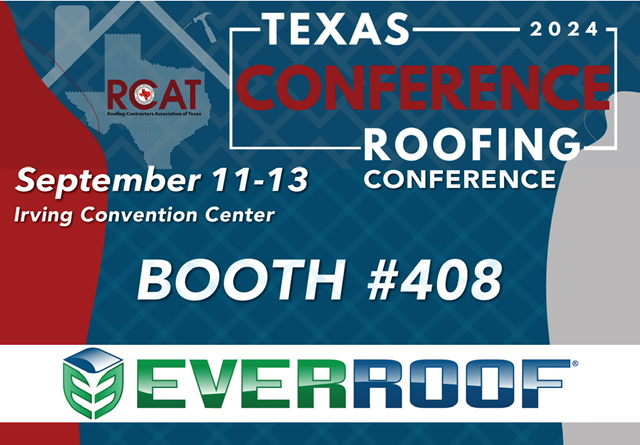 TEXAS
2024
CONFERENCE
ROOFING
CONFERENCE
RCAT
Roofing Contractors Association of Texas
September 11-13
Irving Convention Center
BOOTH #408
EVERROOF®